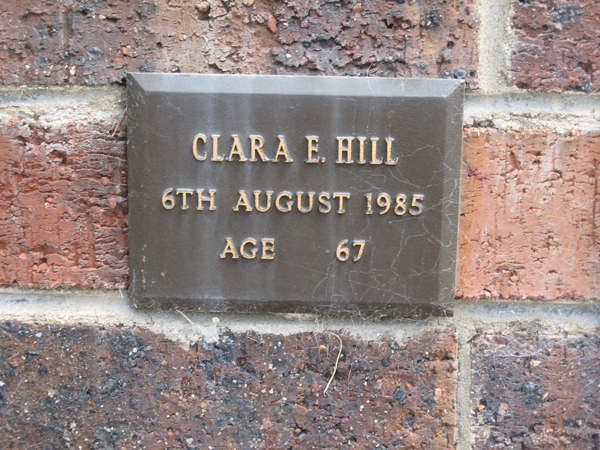 CLARA E. HILL
6TH AUGUST 1985
AGE 67